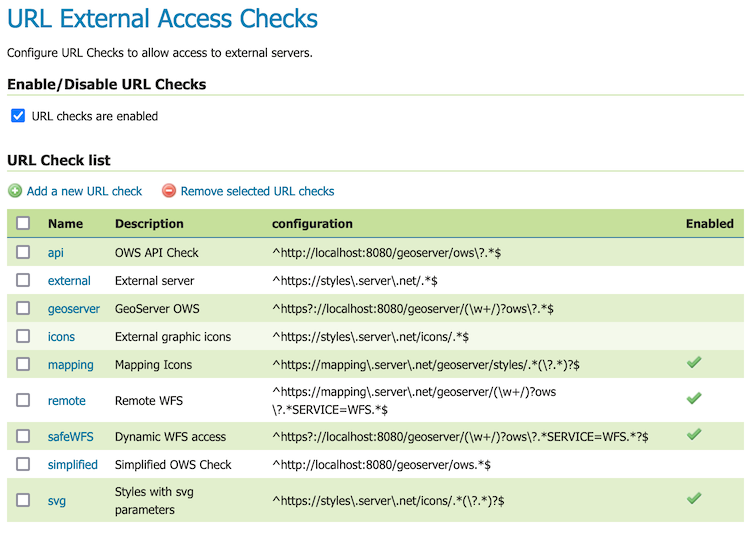 URL External Access Checks
Configure URL Checks to allow access to external servers.
Enable/Disable URL Checks
URL checks are enabled
URL Check list
Add a new URL check Remove selected URL checks
Name Description configuration Enabled
api OWS API Check ^http://localhost:8080/geoserver/ows\?.*$
external External server ^https://styles\.server\.net/.*$
geoserver GeoServer OWS ^https?://localhost:8080/geoserver/(\w+/)?ows\?.*$
icons External graphic icons ^https://styles\.server\.net/icons/.*$
mapping Mapping Icons ^https://mapping\.server\.net/geoserver/styles/.*(\?.*)?$
remote Remote WFS ^https://mapping\.server\.net/geoserver/(\w+/)?ows
\?.*SERVICE=WFS.*$
safeWFS Dynamic WFS access ^https?://localhost:8080/geoserver/(\w+/)?ows\?.*SERVICE=WFS.*?$
simplified Simplified OWS Check ^http://localhost:8080/geoserver/ows.*$
svg Styles with svg
parameters ^https://styles\.server\.net/icons/.*(\?.*)?$